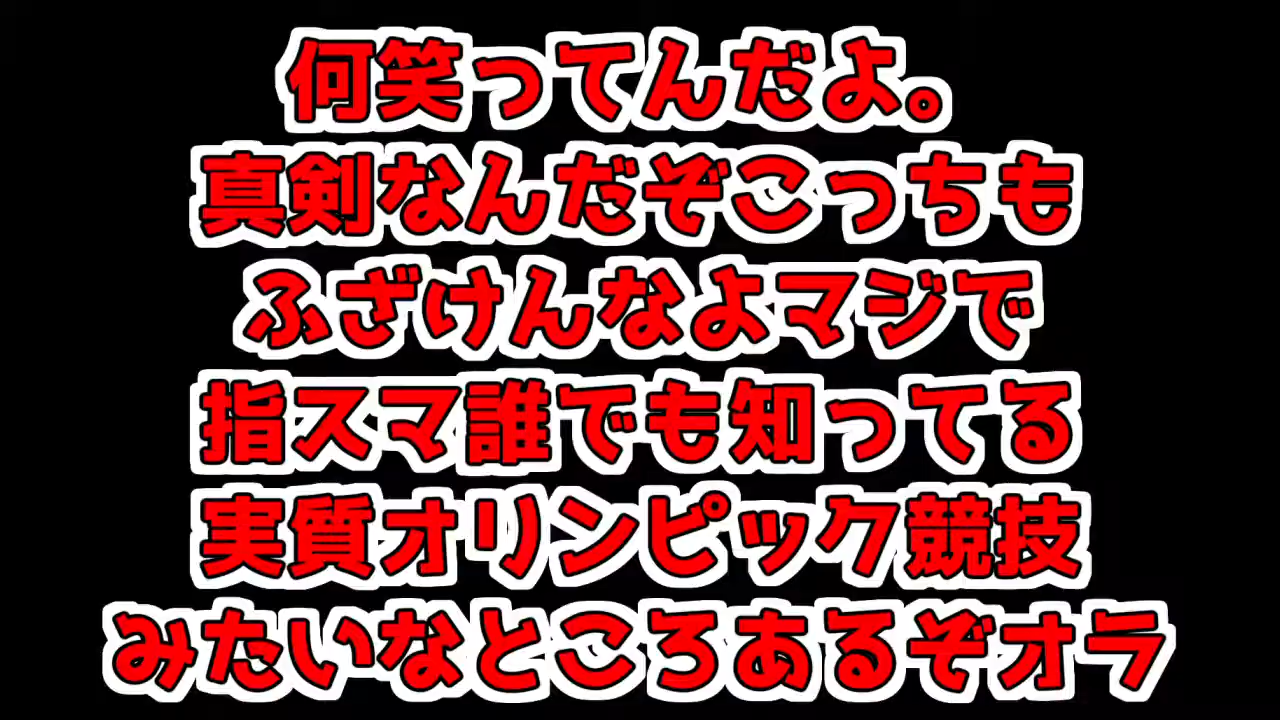 何笑ってんだよ。
真剣なんだぞこっちも
ふざけんなよマジで
指スマ誰でも知ってる
実質オリンピック競技
みたいなところあるぞオラ